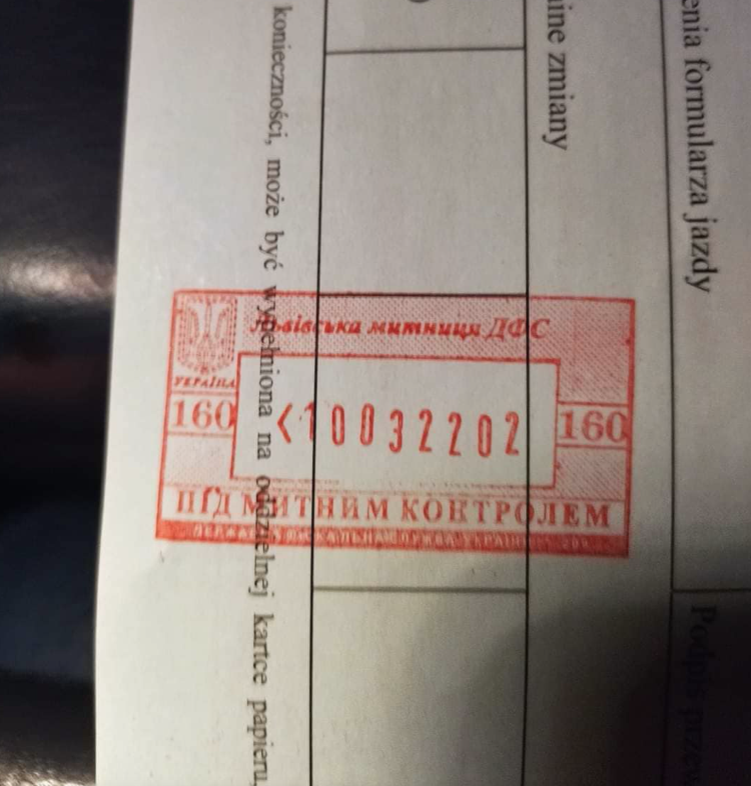 enia formularza jazdy
ine zmiany
konieczności, może być wypełniona na oddzielnej kartce papieru,
Podpis
Львівська митниця ДФС
УКРАЇНА
160 <10032202 160
ПІД МИТНИМ КОНТРОЛЕМ